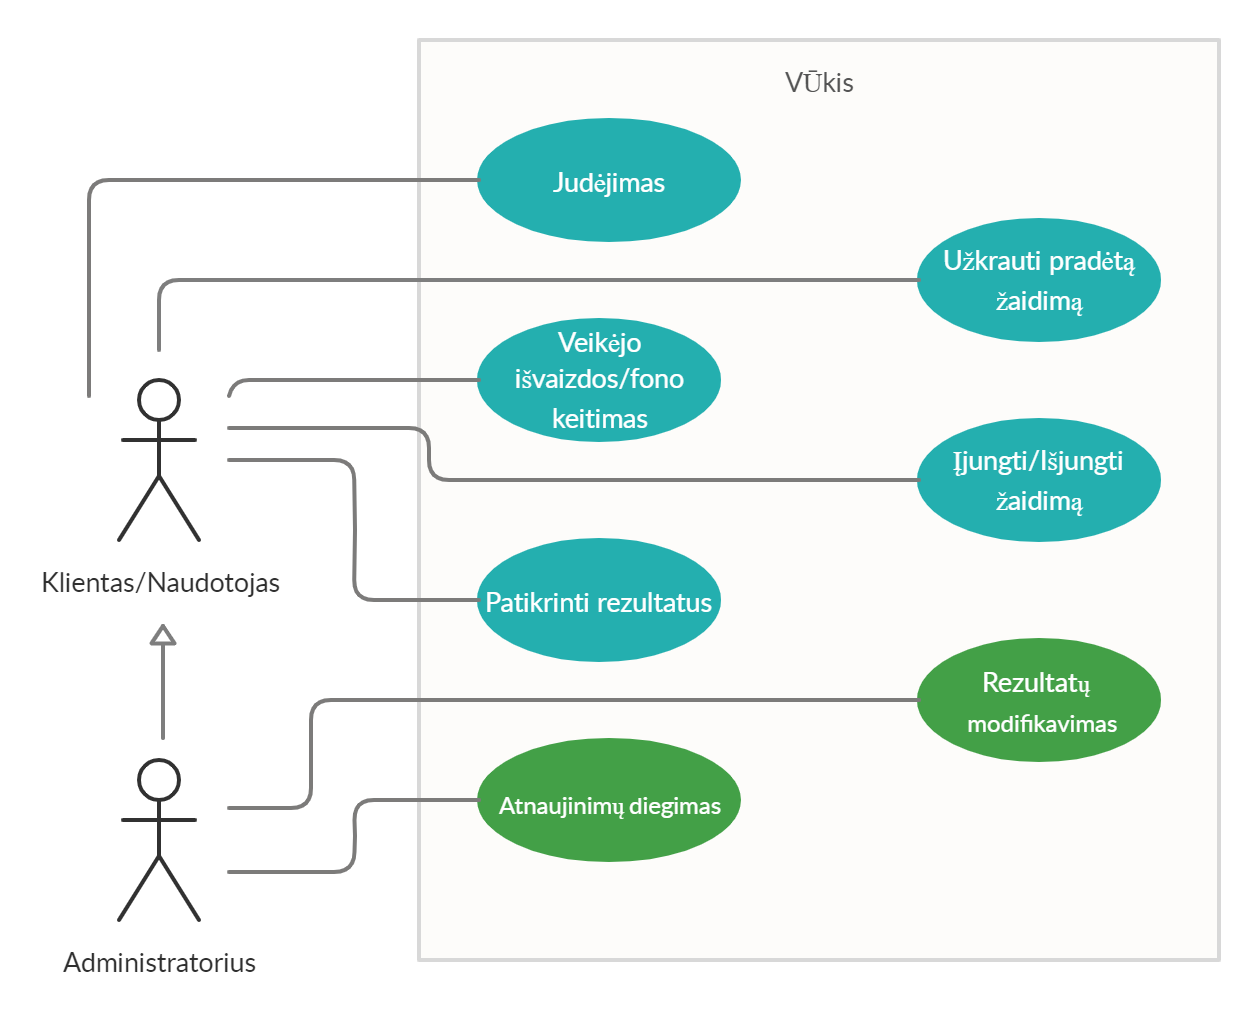 VŪkis
Judėjimas
Užkrauti pradėtą
žaidimą
Veikėjo
išvaizdos/fono
keitimas
Įjungti/Išjungti
žaidimą
Klientas/Naudotojas
Patikrinti rezultatus
Rezultatų
modifikavimas
Atnaujinimų diegimas
Administratorius